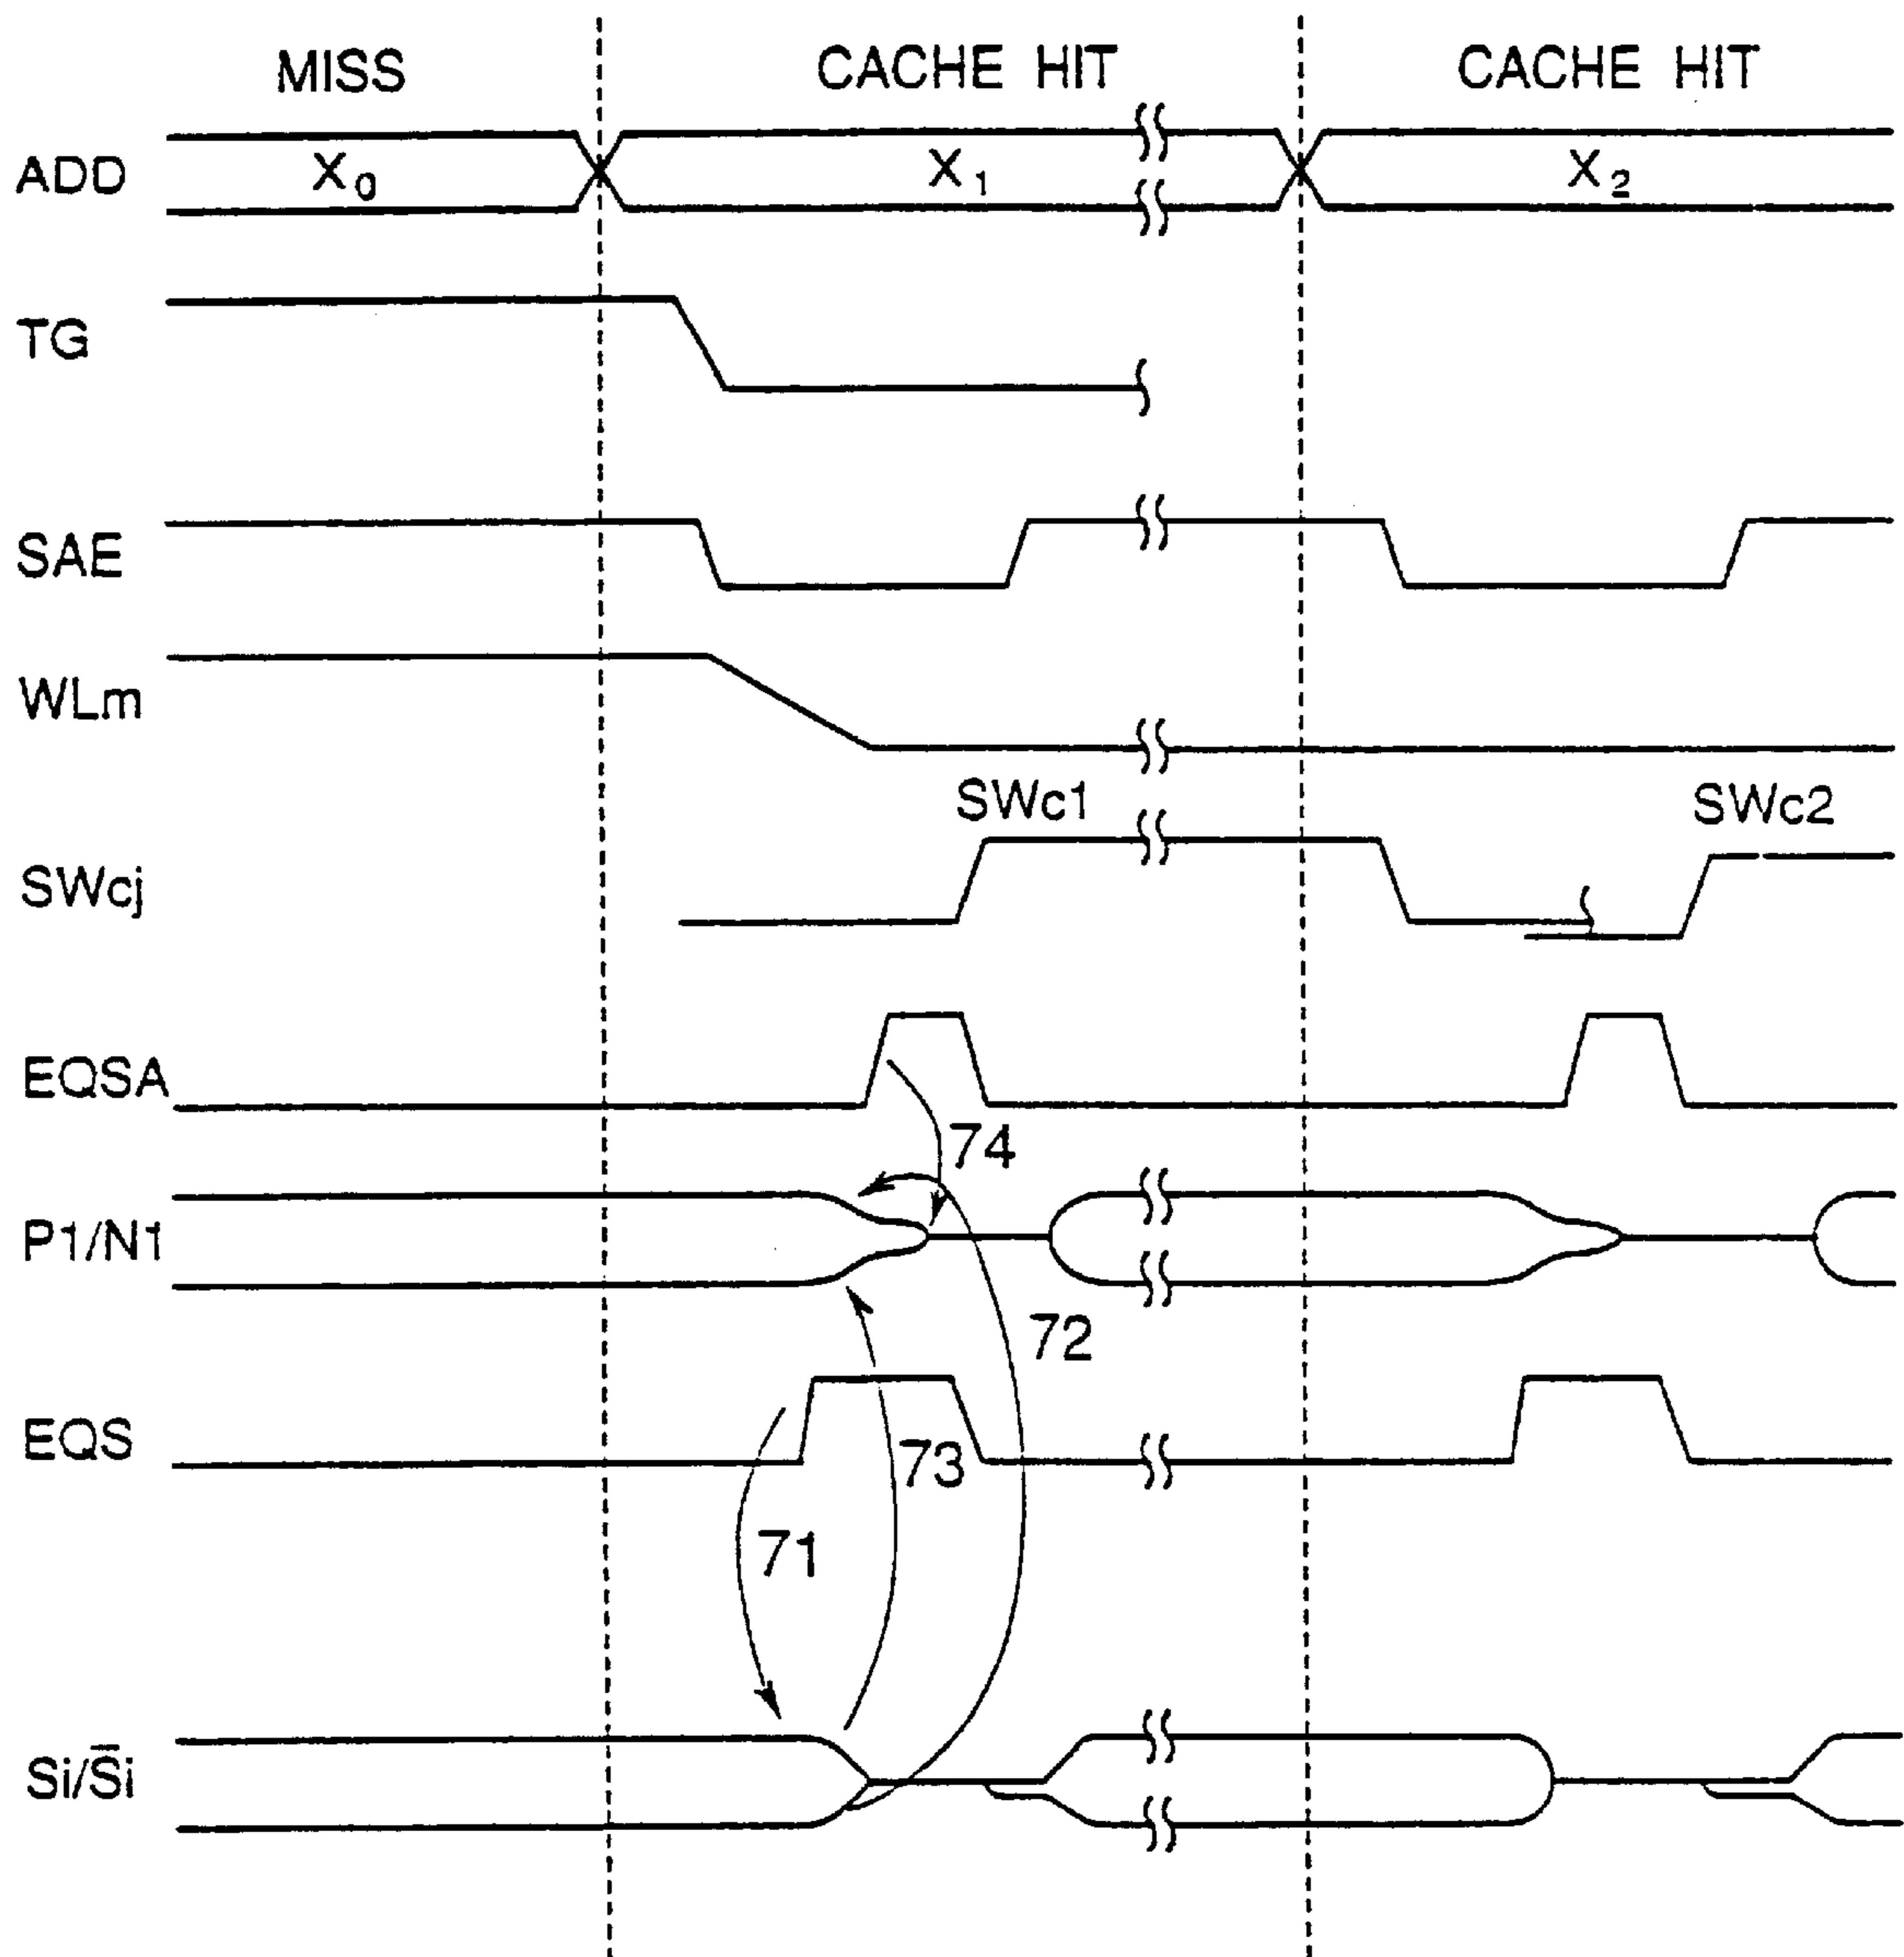 MISS CACHE HIT CACHE HIT
ADD X₀ X₁ X₂
TG
SAE
WLm
SWc1 SWc2
SWcj
EQSA
74
P1/N1
72
EQS
73
71
Si/S̅i